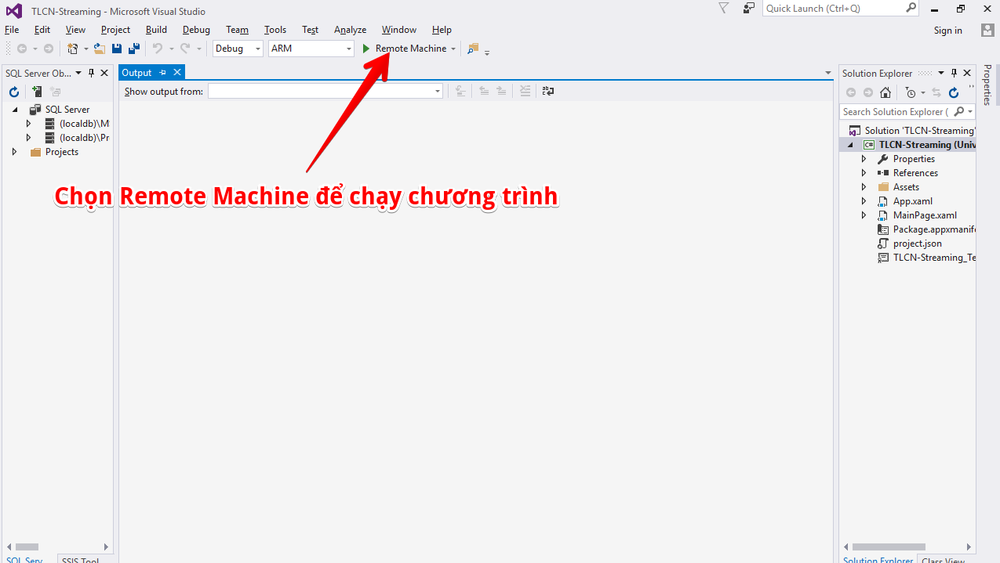 TLCN-Streaming - Microsoft Visual Studio
Quick Launch (Ctrl+Q)
File Edit View Project Build Debug Team Tools Test Analyze Window Help
Sign in
Debug ARM Remote Machine
SQL Server Ob...
SQL Server
(localdb)\M
(localdb)\Pr
Projects
SQL Serv
SSIS Tool
Output
Show output from:
Chọn Remote Machine để chạy chương trình
Solution Explorer
Search Solution Explorer (
Solution 'TLCN-Streaming'
C# TLCN-Streaming (Univ
Properties
References
Assets
App.xaml
MainPage.xaml
Package.appxmanife
project.json
TLCN-Streaming_Te
Solution Explorer
Class View
Properties